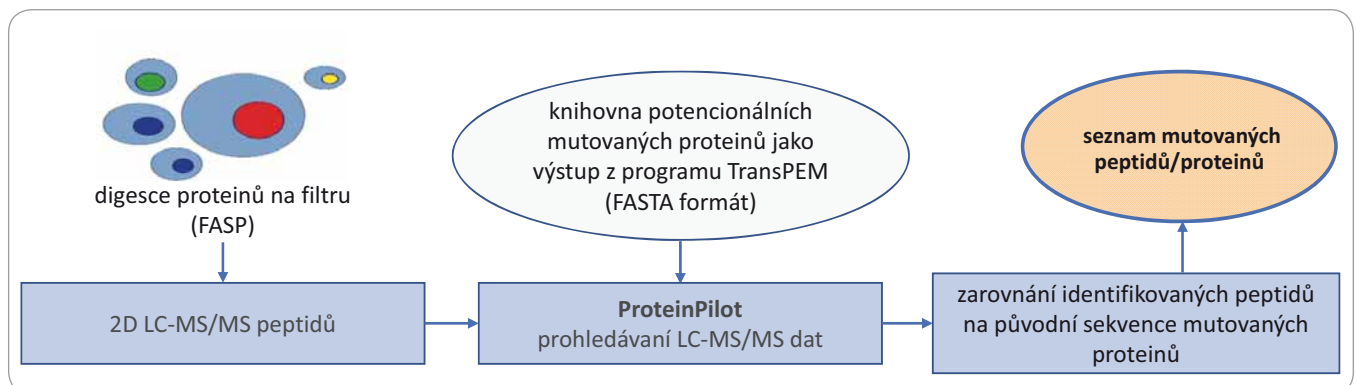 digesce proteinů na filtru
(FASP)
knihovna potencionálních
mutovaných proteinů jako
výstup z programu TransPEM
(FASTA formát)
seznam mutovaných
peptidů/proteinů
2D LC-MS/MS peptidů
ProteinPilot
prohledávaní LC-MS/MS dat
zarovnání identifikovaných peptidů
na původní sekvence mutovaných
proteinů